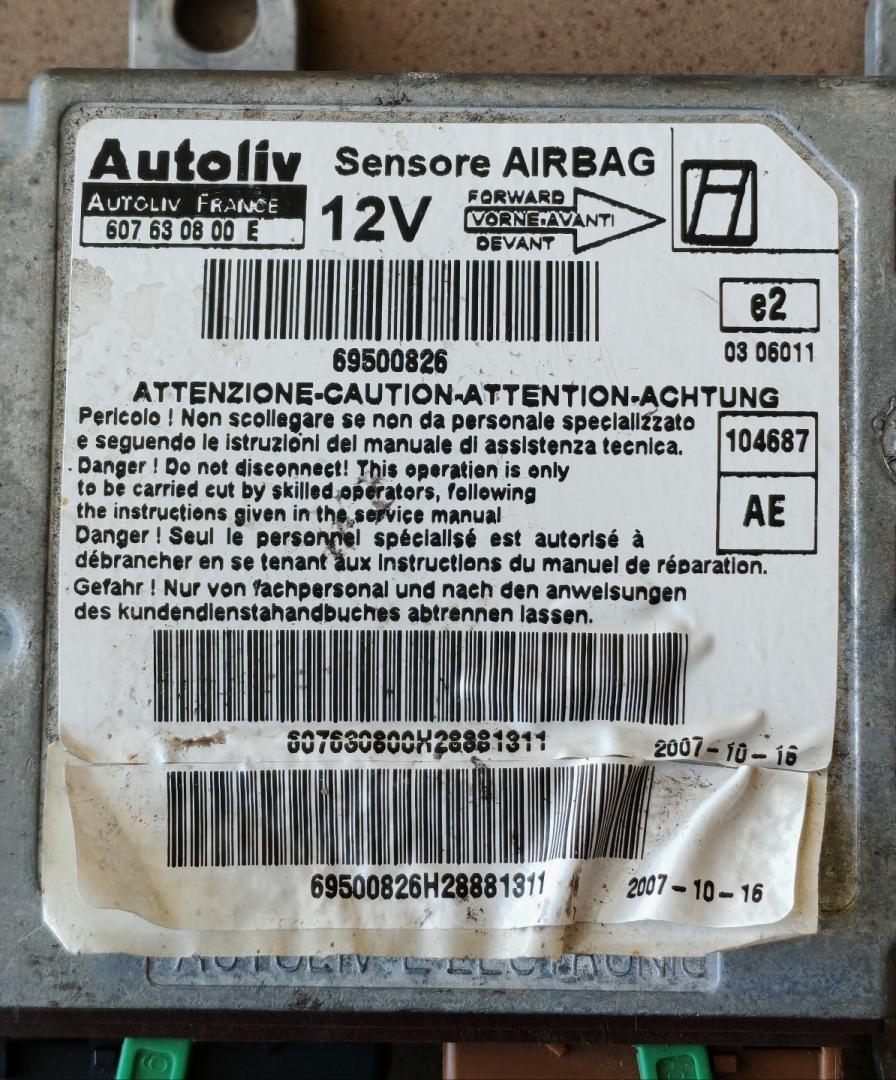 Autoliv
Sensore AIRBAG
AUTOLIV FRANCE
607 63 08 00 E
12V
FORWARD
VORNE-AVANTI
DEVANT
69500826
e2
03 06011
ATTENZIONE-CAUTION-ATTENTION-ACHTUNG
Pericolo ! Non scollegare se non da personale specializzato
e seguendo le istruzioni del manuale di assistenza tecnica.
Danger ! Do not disconnect! This operation is only
to be carried cut by skilled operators, following
the instructions given in the service manual
Danger ! Seul le personnel spécialisé est autorisé à
débrancher en se tenant aux instructions du manuel de réparation.
Gefahr ! Nur von fachpersonal und nach den anweisungen
des kundendienstahandbuches abtrennen lassen.
104687
AE
607630800H28881311
2007-10-16
69500826H28881311
2007-10-16
AUTOLIV-ELECTRONIC
6